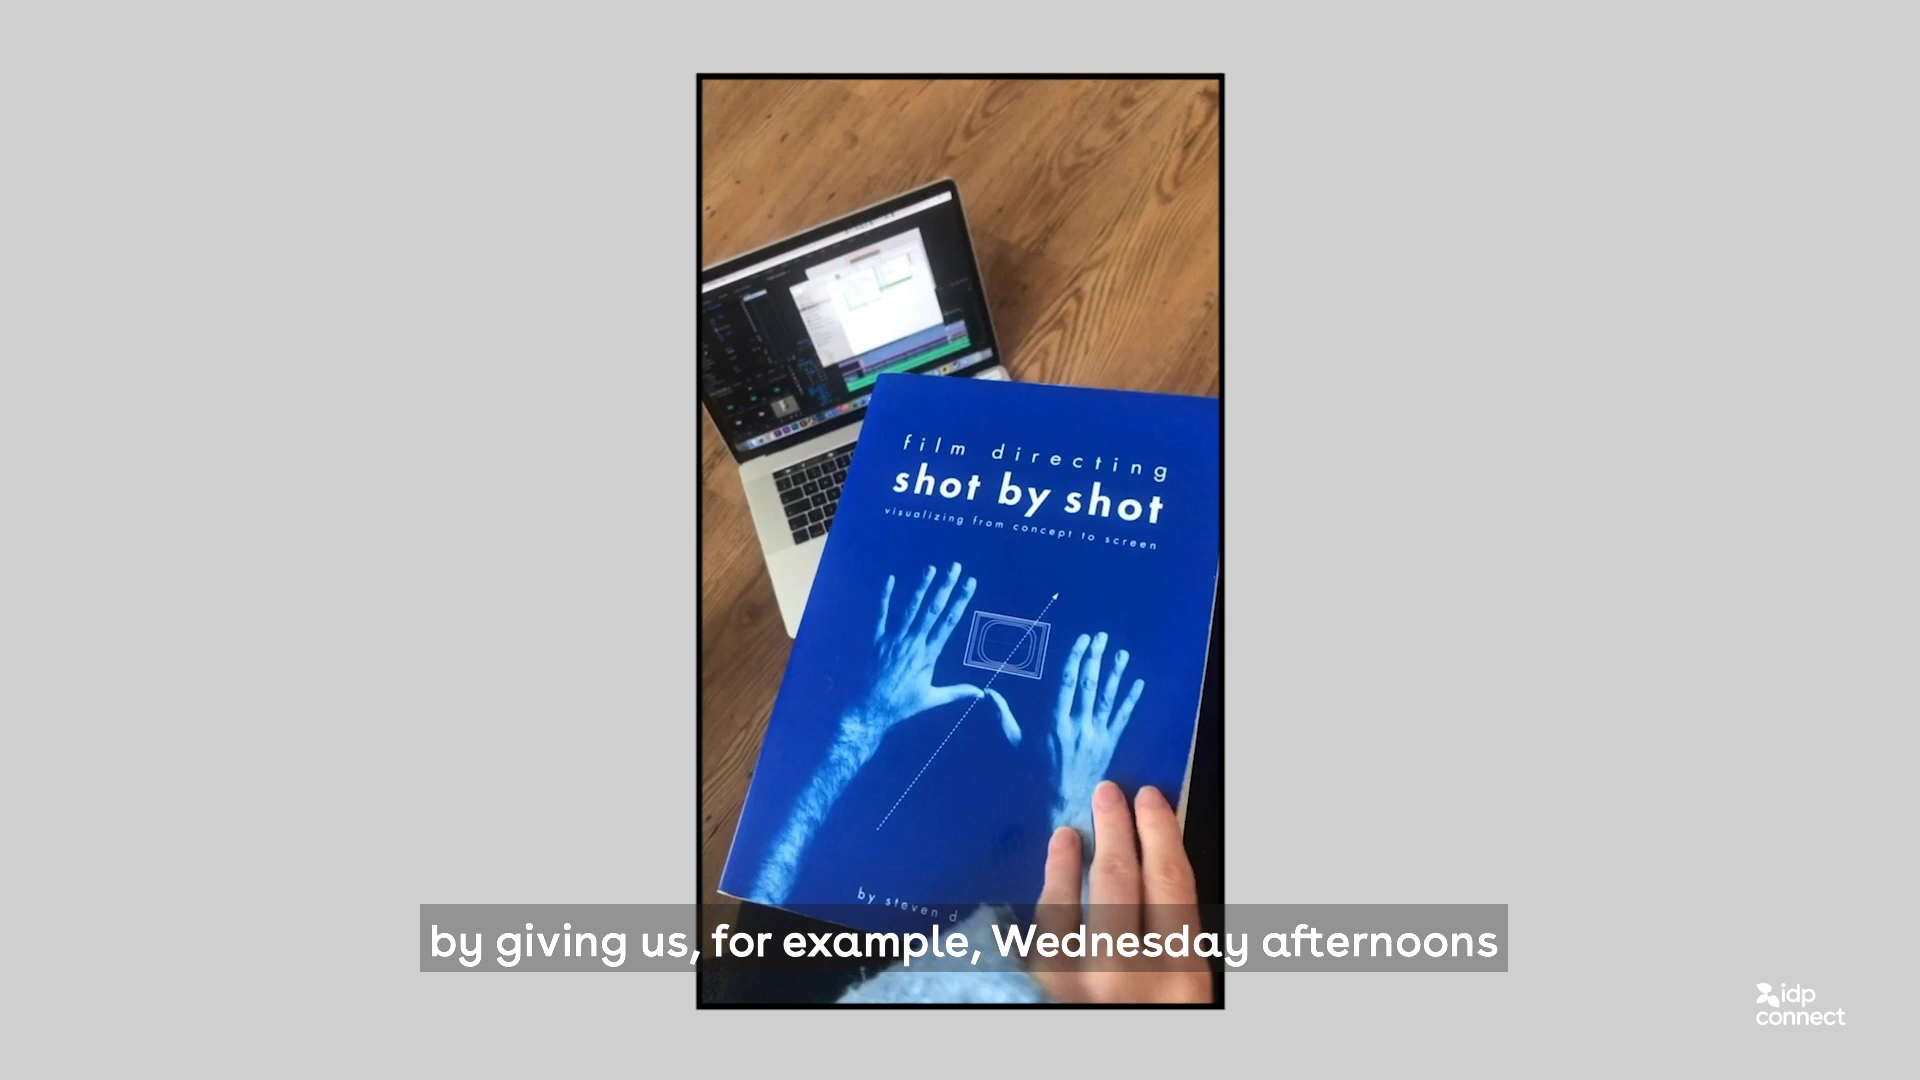 film directing
shot by shot
visualizing from concept to screen
by steven d
by giving us, for example, Wednesday afternoons
idp
connect